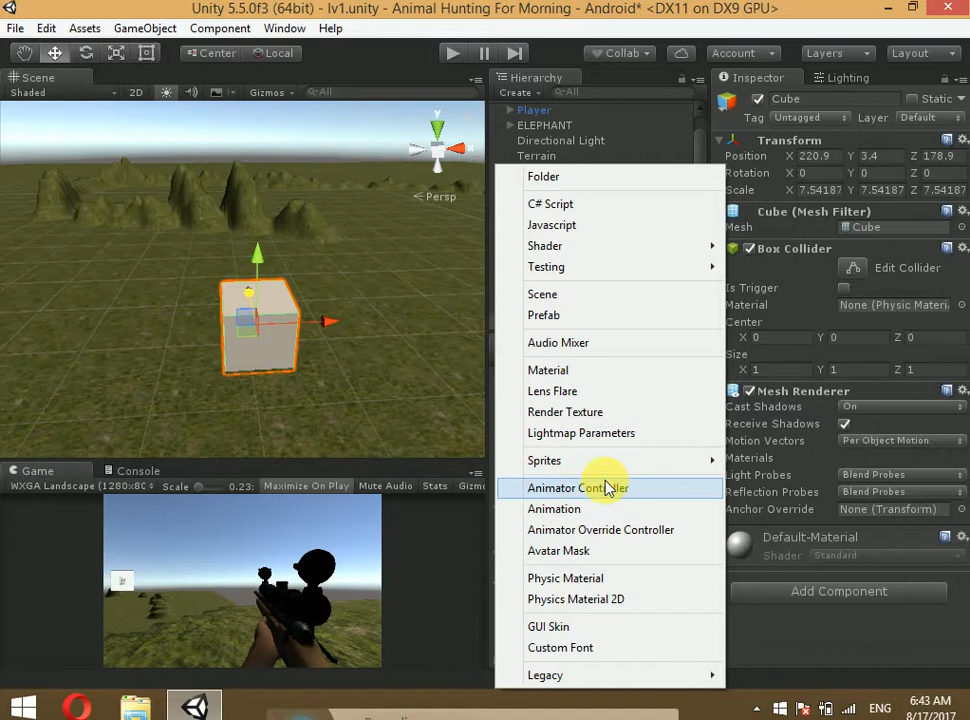 Unity 5.5.0f3 (64bit) - lv1.unity - Animal Hunting For Morning - Android* <DX11 on DX9 GPU>
File Edit Assets GameObject Component Window Help
Center Local Collab Account Layers Layout
Scene
Shaded 2D Gizmos All
y
x
Persp
Hierarchy
Create All
Player
ELEPHANT
Directional Light
Terrain
Folder
C# Script
Javascript
Shader
Testing
Scene
Prefab
Audio Mixer
Material
Lens Flare
Render Texture
Lightmap Parameters
Sprites
Animator Controller
Animation
Animator Override Controller
Avatar Mask
Physic Material
Physics Material 2D
GUI Skin
Custom Font
Legacy
Inspector Lighting
Cube Static
Tag Untagged Layer Default
Transform
Position X 220.9 Y 3.4 Z 178.9
Rotation X 0 Y 0 Z 0
Scale X 7.54187 Y 7.54187 Z 7.54187
Cube (Mesh Filter)
Mesh Cube
Box Collider
Edit Collider
Is Trigger
Material None (Physic Materi
Center
X 0 Y 0 Z 0
Size
X 1 Y 1 Z 1
Mesh Renderer
Cast Shadows On
Receive Shadows
Motion Vectors Per Object Motion
Materials
Light Probes Blend Probes
Reflection Probes Blend Probes
Anchor Override None (Transform)
Default-Material
Shader Standard
Add Component
Game Console
WXGA Landscape (1280x80 Scale 0.23: Maximize On Play Mute Audio Stats Gizmo
ENG
6:43 AM
8/17/2017